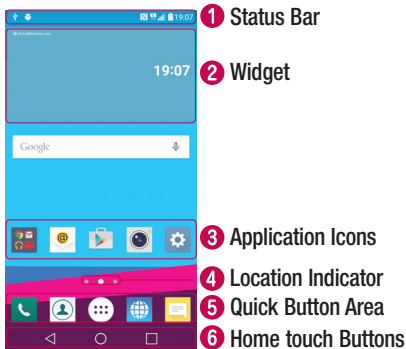 19:07
1 Status Bar
19:07
2 Widget
Google
3 Application Icons
4 Location Indicator
5 Quick Button Area
6 Home touch Buttons